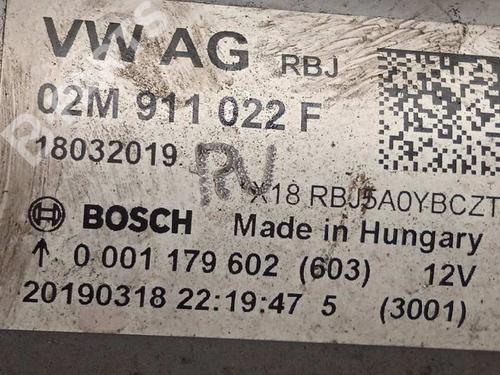 VW AG RBJ
02M 911 022 F
18032019
RV
X18 RBJ5A0YBCZT
BOSCH Made in Hungary
↑ 0 001 179 602 (603) 12V
20190318 22:19:47 5 (3001)